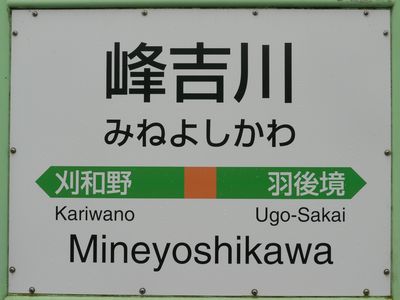 峰吉川
みねよしかわ
刈和野 羽後境
Kariwano Ugo-Sakai
Mineyoshikawa